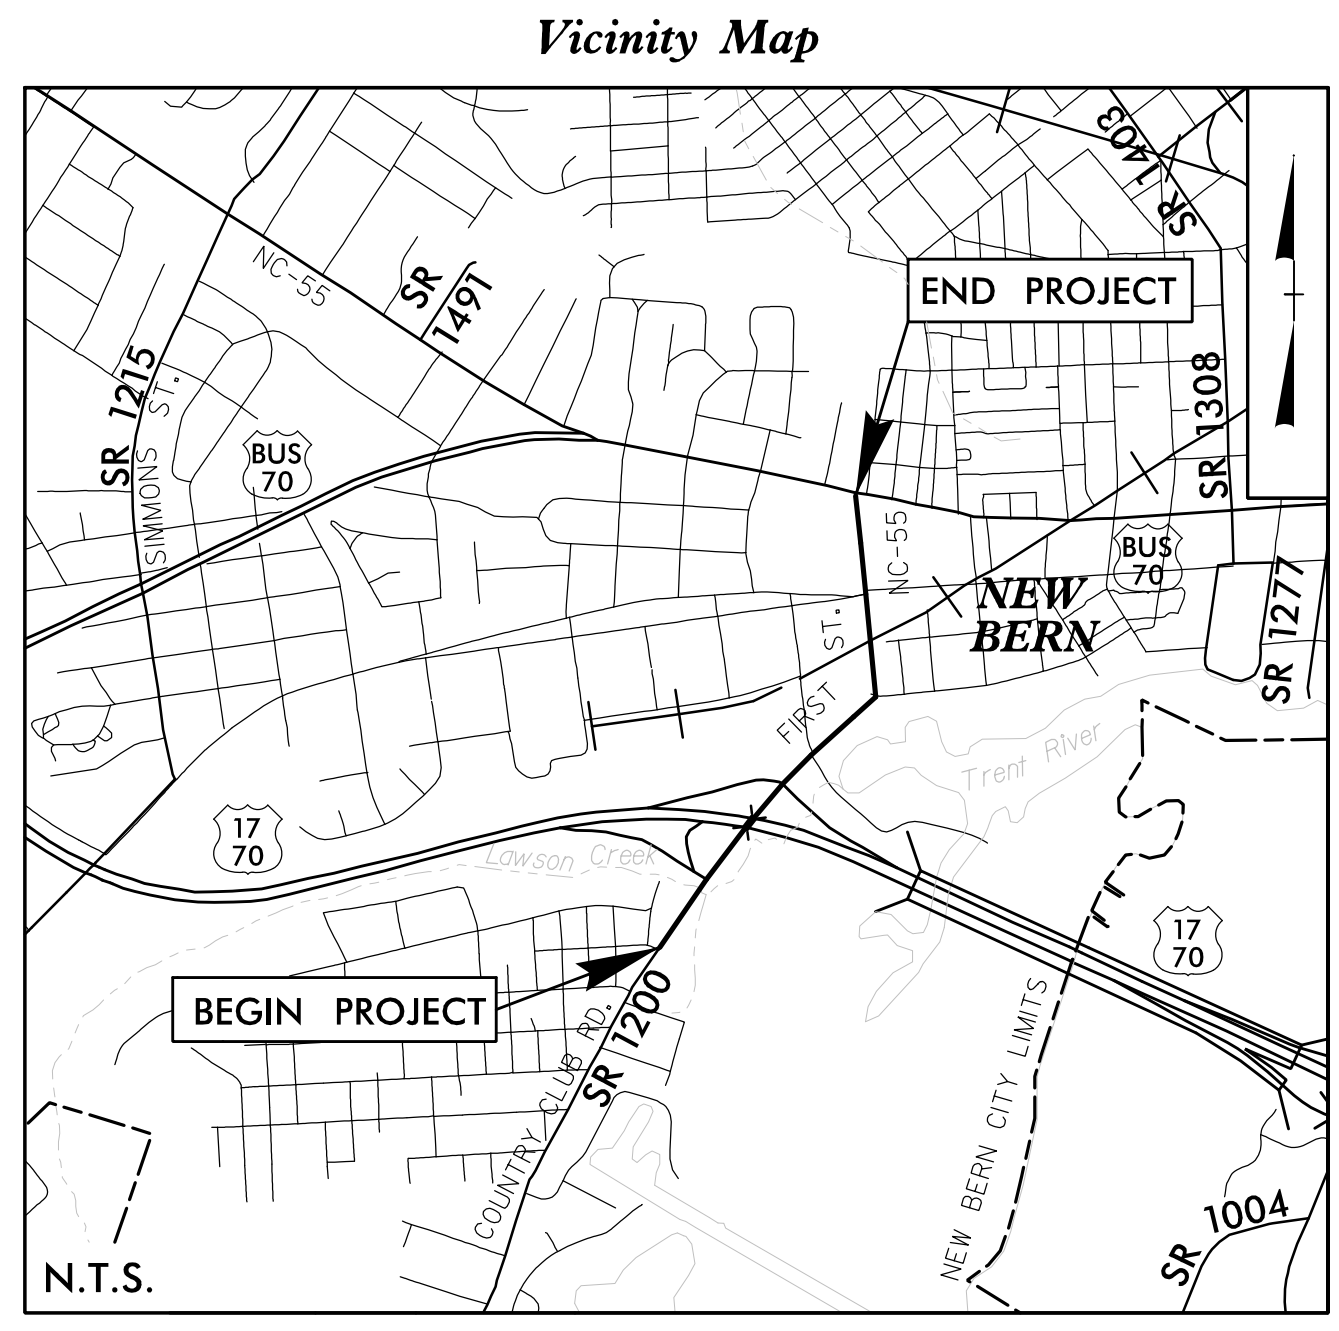 Vicinity Map
SR 1403
NC-55
SR
1491
END PROJECT
SR 1215
SIMMONS ST.
SR 1308
BUS
70
NC-55
BUS
70
NEW
BERN
SR 1277
FIRST ST.
Trent River
17
70
Lawson Creek
17
70
BEGIN PROJECT
SR 1200
COUNTRY CLUB RD.
NEW BERN CITY LIMITS
SR 1004
N.T.S.